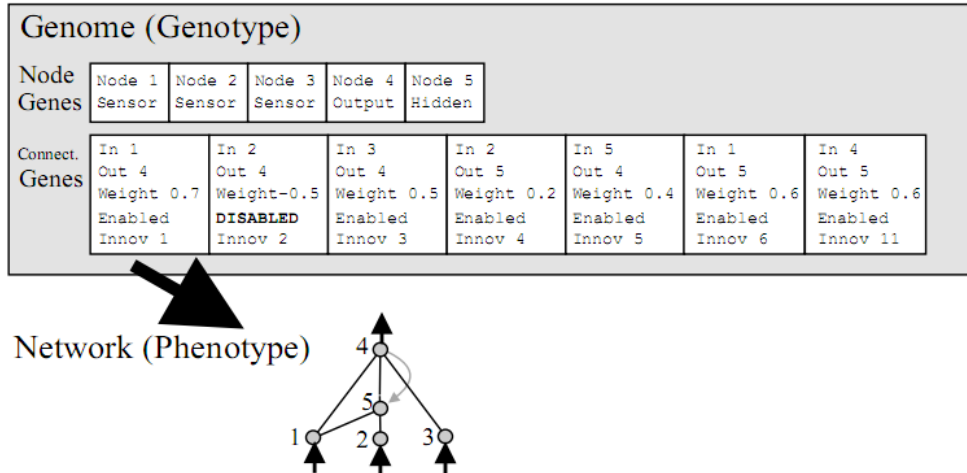 Genome (Genotype)
Node Genes
Node 1 Sensor
Node 2 Sensor
Node 3 Sensor
Node 4 Output
Node 5 Hidden
Connect. Genes
In 1
Out 4
Weight 0.7
Enabled
Innov 1
In 2
Out 4
Weight-0.5
DISABLED
Innov 2
In 3
Out 4
Weight 0.5
Enabled
Innov 3
In 2
Out 5
Weight 0.2
Enabled
Innov 4
In 5
Out 4
Weight 0.4
Enabled
Innov 5
In 1
Out 5
Weight 0.6
Enabled
Innov 6
In 4
Out 5
Weight 0.6
Enabled
Innov 11
Network (Phenotype)
4
5
1
2
3